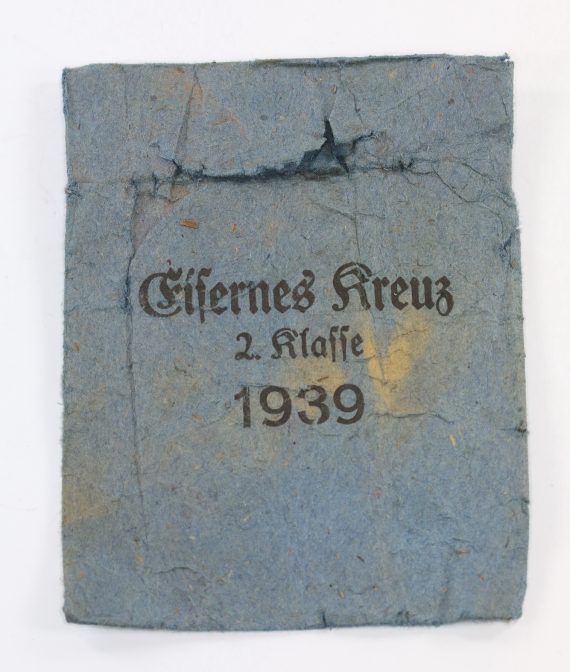 Eisernes Kreuz
2. Klasse
1939